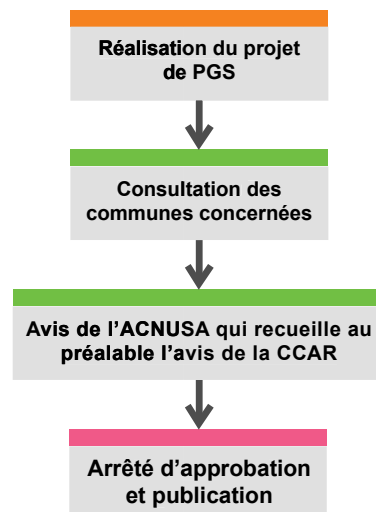 Réalisation du projet
de PGS
Consultation des
communes concernées
Avis de l’ACNUSA qui recueille au
préalable l’avis de la CCAR
Arrêté d’approbation
et publication